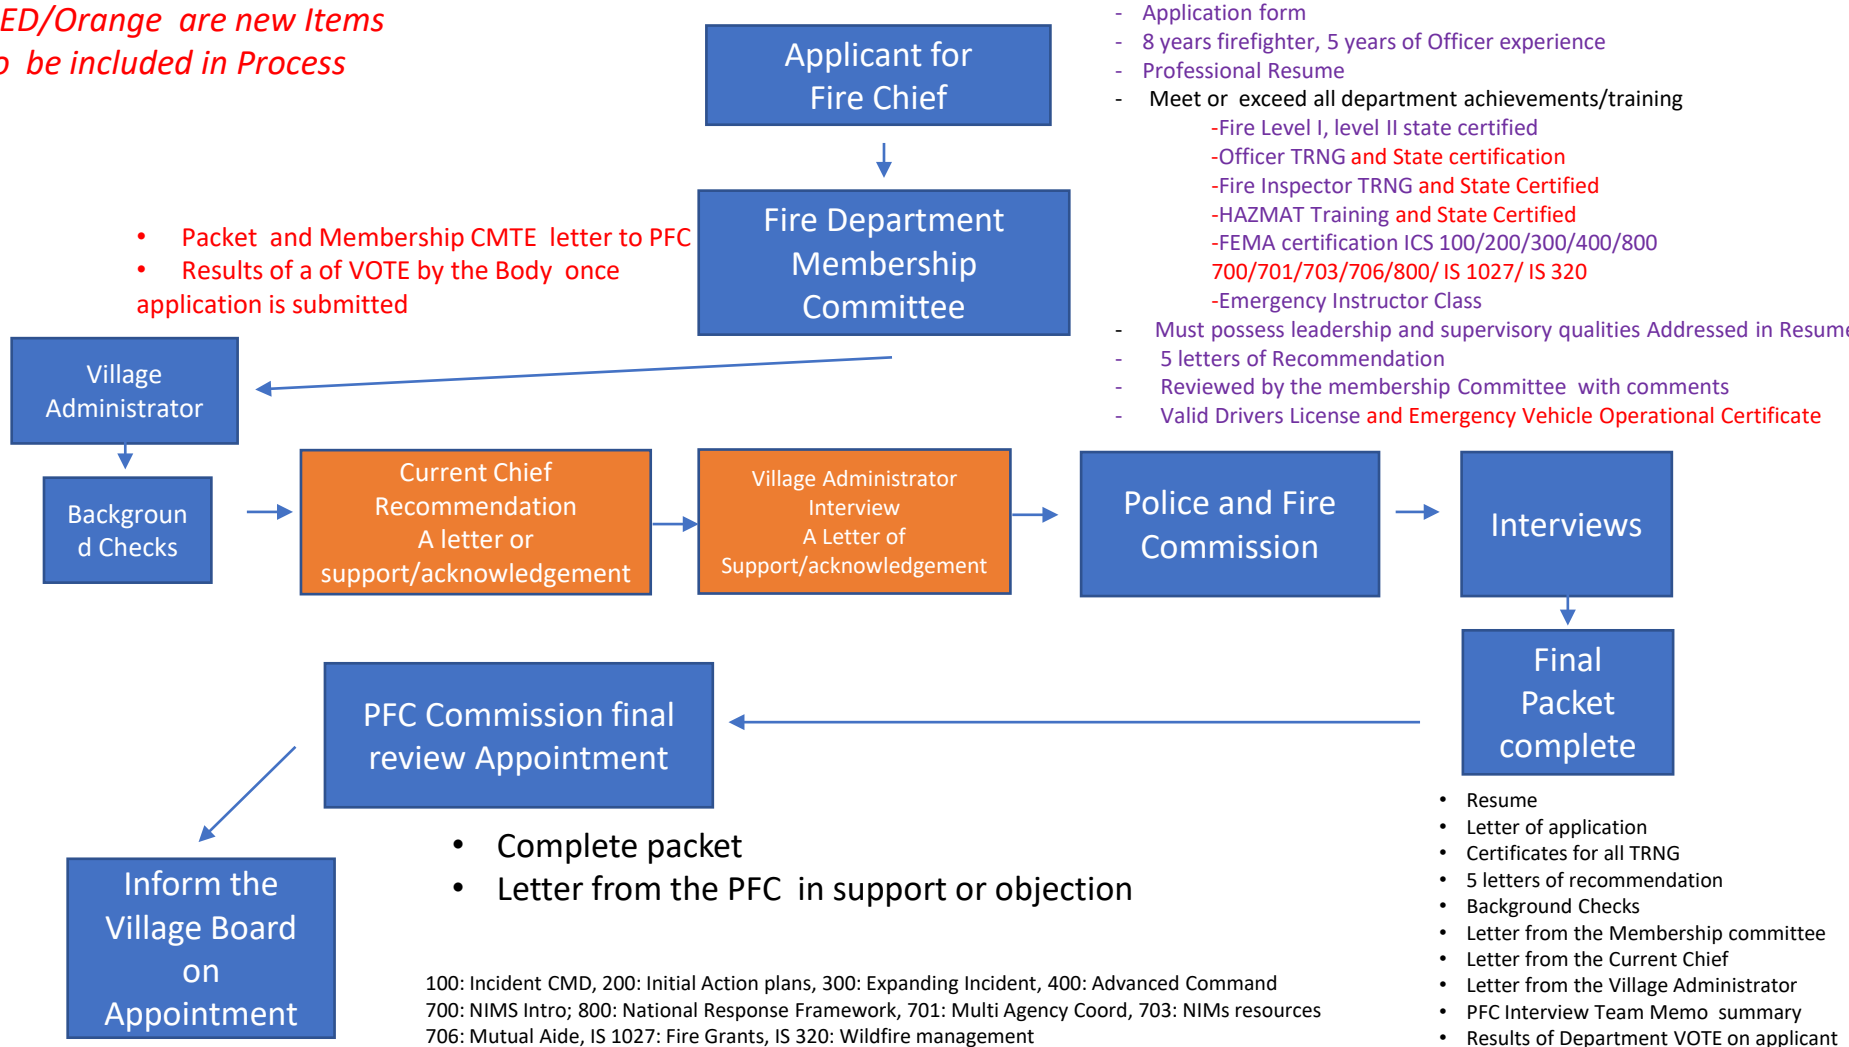 ED/Orange are new Items
o be included in Process
Applicant for
Fire Chief
- Application form
- 8 years firefighter, 5 years of Officer experience
- Professional Resume
- Meet or exceed all department achievements/training
-Fire Level I, level II state certified
-Officer TRNG and State certification
-Fire Inspector TRNG and State Certified
-HAZMAT Training and State Certified
-FEMA certification ICS 100/200/300/400/800
700/701/703/706/800/ IS 1027/ IS 320
-Emergency Instructor Class
- Must possess leadership and supervisory qualities Addressed in Resume
- 5 letters of Recommendation
- Reviewed by the membership Committee with comments
- Valid Drivers License and Emergency Vehicle Operational Certificate
Fire Department
Membership
Committee
• Packet and Membership CMTE letter to PFC
• Results of a of VOTE by the Body once
application is submitted
Village
Administrator
Backgroun
d Checks
Current Chief
Recommendation
A letter or
support/acknowledgement
Village Administrator
Interview
A Letter of
Support/acknowledgement
Police and Fire
Commission
Interviews
Final
Packet
complete
• Resume
• Letter of application
• Certificates for all TRNG
• 5 letters of recommendation
• Background Checks
• Letter from the Membership committee
• Letter from the Current Chief
• Letter from the Village Administrator
• PFC Interview Team Memo summary
• Results of Department VOTE on applicant
PFC Commission final
review Appointment
• Complete packet
• Letter from the PFC in support or objection
Inform the
Village Board
on
Appointment
100: Incident CMD, 200: Initial Action plans, 300: Expanding Incident, 400: Advanced Command
700: NIMS Intro; 800: National Response Framework, 701: Multi Agency Coord, 703: NIMs resources
706: Mutual Aide, IS 1027: Fire Grants, IS 320: Wildfire management